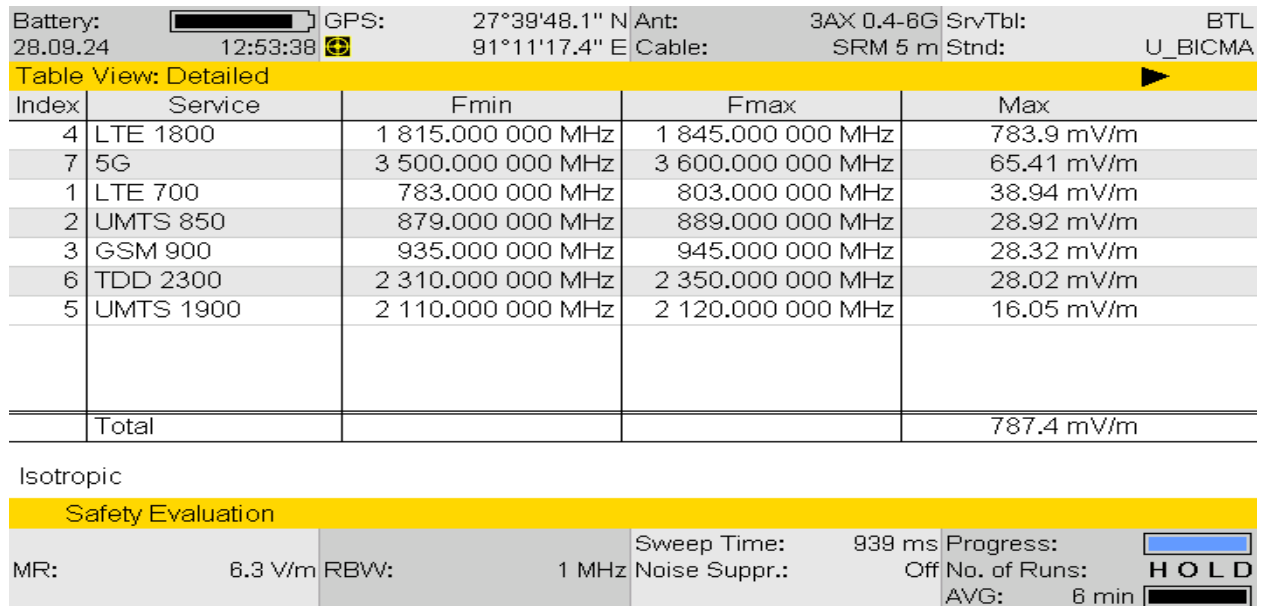 Battery: GPS: 27°39'48.1" N Ant: 3AX 0.4-6G SrvTbl: BTL
28.09.24 12:53:38 91°11'17.4" E Cable: SRM 5 m Stnd: U_BICMA
Table View: Detailed
Index Service Fmin Fmax Max
4 LTE 1800 1 815.000 000 MHz 1 845.000 000 MHz 783.9 mV/m
7 5G 3 500.000 000 MHz 3 600.000 000 MHz 65.41 mV/m
1 LTE 700 783.000 000 MHz 803.000 000 MHz 38.94 mV/m
2 UMTS 850 879.000 000 MHz 889.000 000 MHz 28.92 mV/m
3 GSM 900 935.000 000 MHz 945.000 000 MHz 28.32 mV/m
6 TDD 2300 2 310.000 000 MHz 2 350.000 000 MHz 28.02 mV/m
5 UMTS 1900 2 110.000 000 MHz 2 120.000 000 MHz 16.05 mV/m
Total 787.4 mV/m
Isotropic
Safety Evaluation
Sweep Time: 939 ms Progress:
MR: 6.3 V/m RBW: 1 MHz Noise Suppr.: Off No. of Runs: HOLD
AVG: 6 min